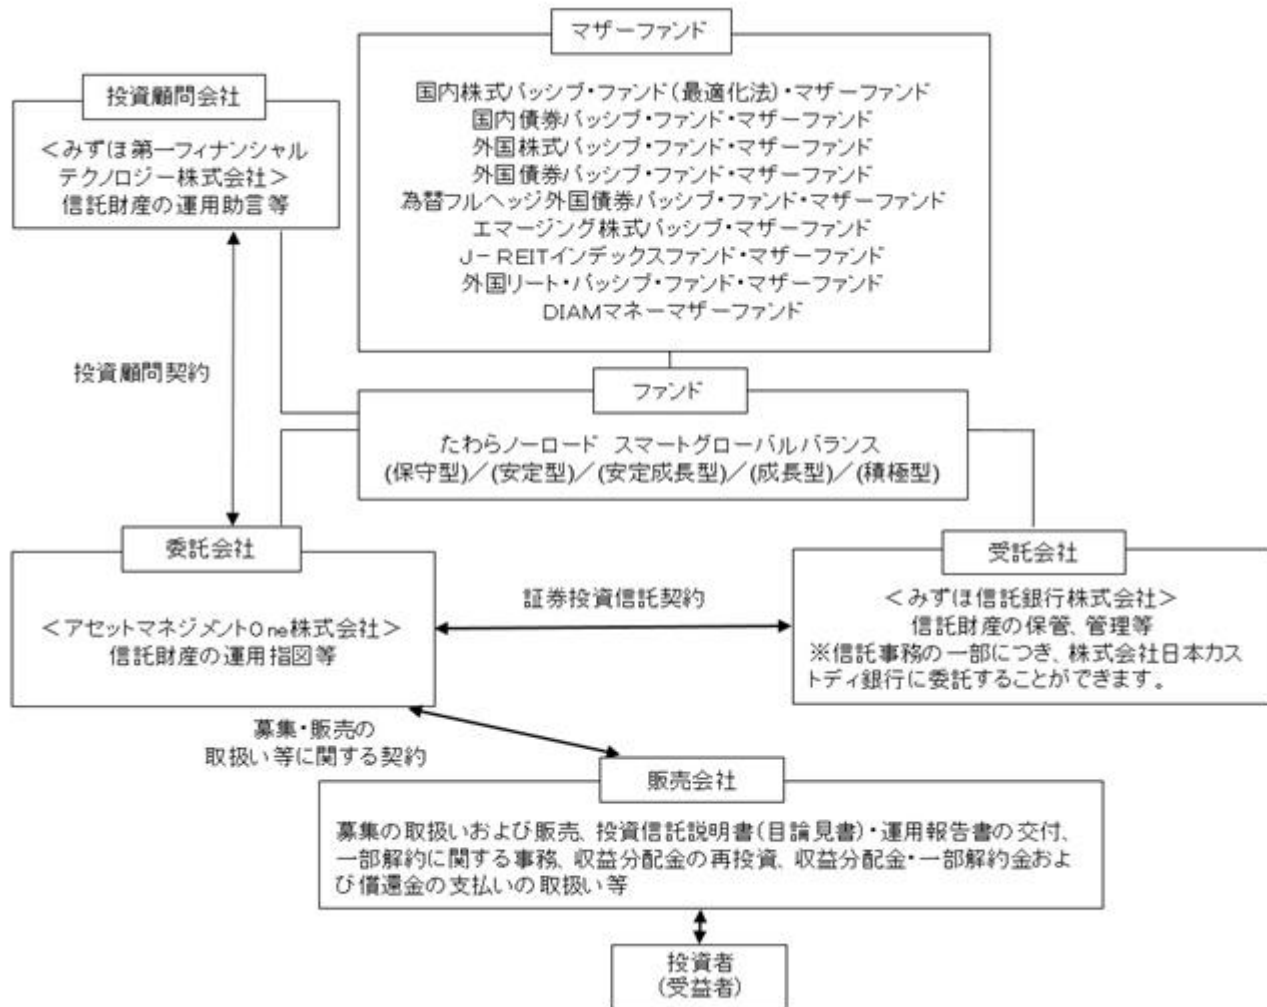 マザーファンド
国内株式パッシブ・ファンド(最適化法)・マザーファンド
国内債券パッシブ・ファンド・マザーファンド
外国株式パッシブ・ファンド・マザーファンド
外国債券パッシブ・ファンド・マザーファンド
為替フルヘッジ外国債券パッシブ・ファンド・マザーファンド
エマージング株式パッシブ・マザーファンド
J-REITインデックスファンド・マザーファンド
外国リート・パッシブ・ファンド・マザーファンド
DIAMマネーマザーファンド
投資顧問会社
<みずほ第一フィナンシャル
テクノロジー株式会社>
信託財産の運用助言等
投資顧問契約
ファンド
たわらノーロード スマートグローバルバランス
(保守型)/(安定型)/(安定成長型)/(成長型)/(積極型)
委託会社
<アセットマネジメントOne株式会社>
信託財産の運用指図等
証券投資信託契約
受託会社
<みずほ信託銀行株式会社>
信託財産の保管、管理等
※信託事務の一部につき、株式会社日本カス
トディ銀行に委託することができます。
募集・販売の
取扱い等に関する契約
販売会社
募集の取扱いおよび販売、投資信託説明書(目論見書)・運用報告書の交付、
一部解約に関する事務、収益分配金の再投資、収益分配金・一部解約金およ
び償還金の支払いの取扱い等
投資者
(受益者)